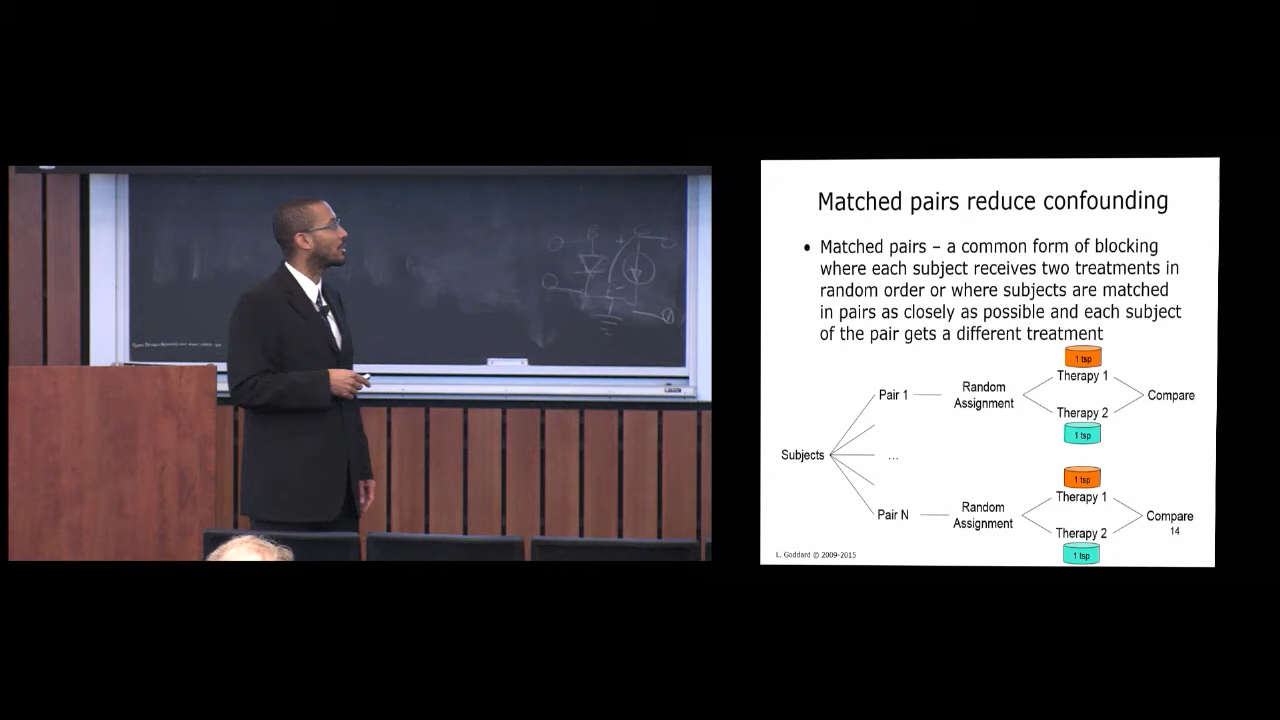 Matched pairs reduce confounding
• Matched pairs – a common form of blocking
where each subject receives two treatments in
random order or where subjects are matched
in pairs as closely as possible and each subject
of the pair gets a different treatment
1 tsp
Therapy 1
Pair 1
Random
Assignment
Compare
Therapy 2
1 tsp
Subjects
...
1 tsp
Therapy 1
Pair N
Random
Assignment
Compare
Therapy 2
14
1 tsp
L. Goddard © 2009-2015